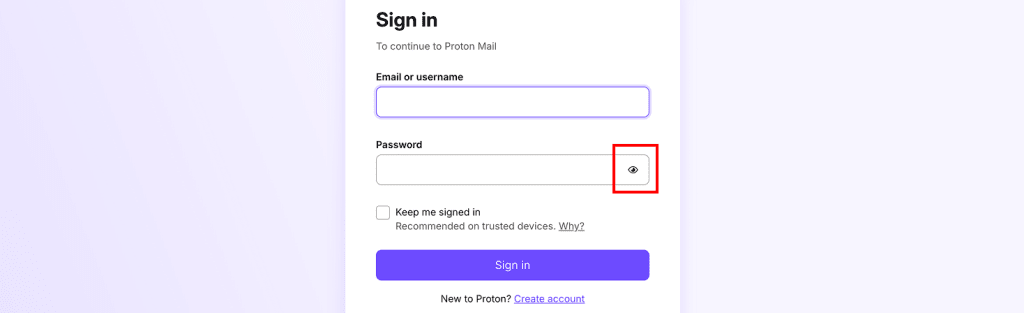 Sign in
To continue to Proton Mail
Email or username
Password
Keep me signed in
Recommended on trusted devices. Why?
Sign in
New to Proton? Create account